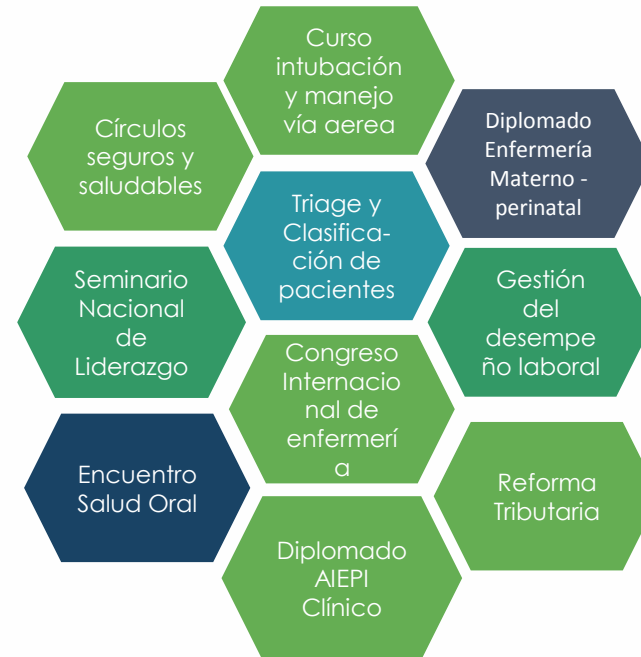 Curso
intubación
y manejo
vía aerea
Círculos
seguros y
saludables
Diplomado
Enfermería
Materno -
perinatal
Triage y
Clasifica-
ción de
pacientes
Seminario
Nacional
de
Liderazgo
Gestión
del
desempe
ño laboral
Congreso
Internacio
nal de
enfermerí
a
Encuentro
Salud Oral
Reforma
Tributaria
Diplomado
AIEPI
Clínico